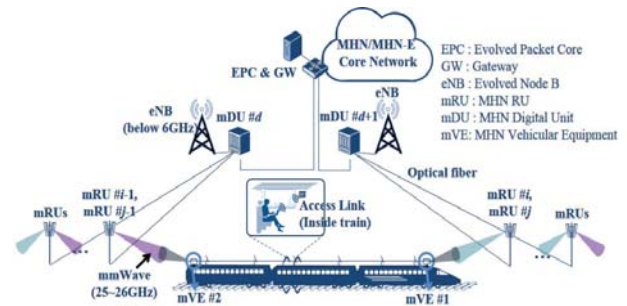 MHN/MHN-E
Core Network
EPC & GW
EPC : Evolved Packet Core
GW : Gateway
eNB : Evolved Node B
mRU : MHN RU
mDU : MHN Digital Unit
mVE: MHN Vehicular Equipment
eNB
(below 6GHz)
mDU #d
mDU #d+1
eNB
Optical fiber
mRUs
mRU #i-1,
mRU #j-1
Access Link
(Inside train)
mRU #i,
mRU #j
mRUs
...
...
mmWave
(25~26GHz)
mVE #2
mVE #1